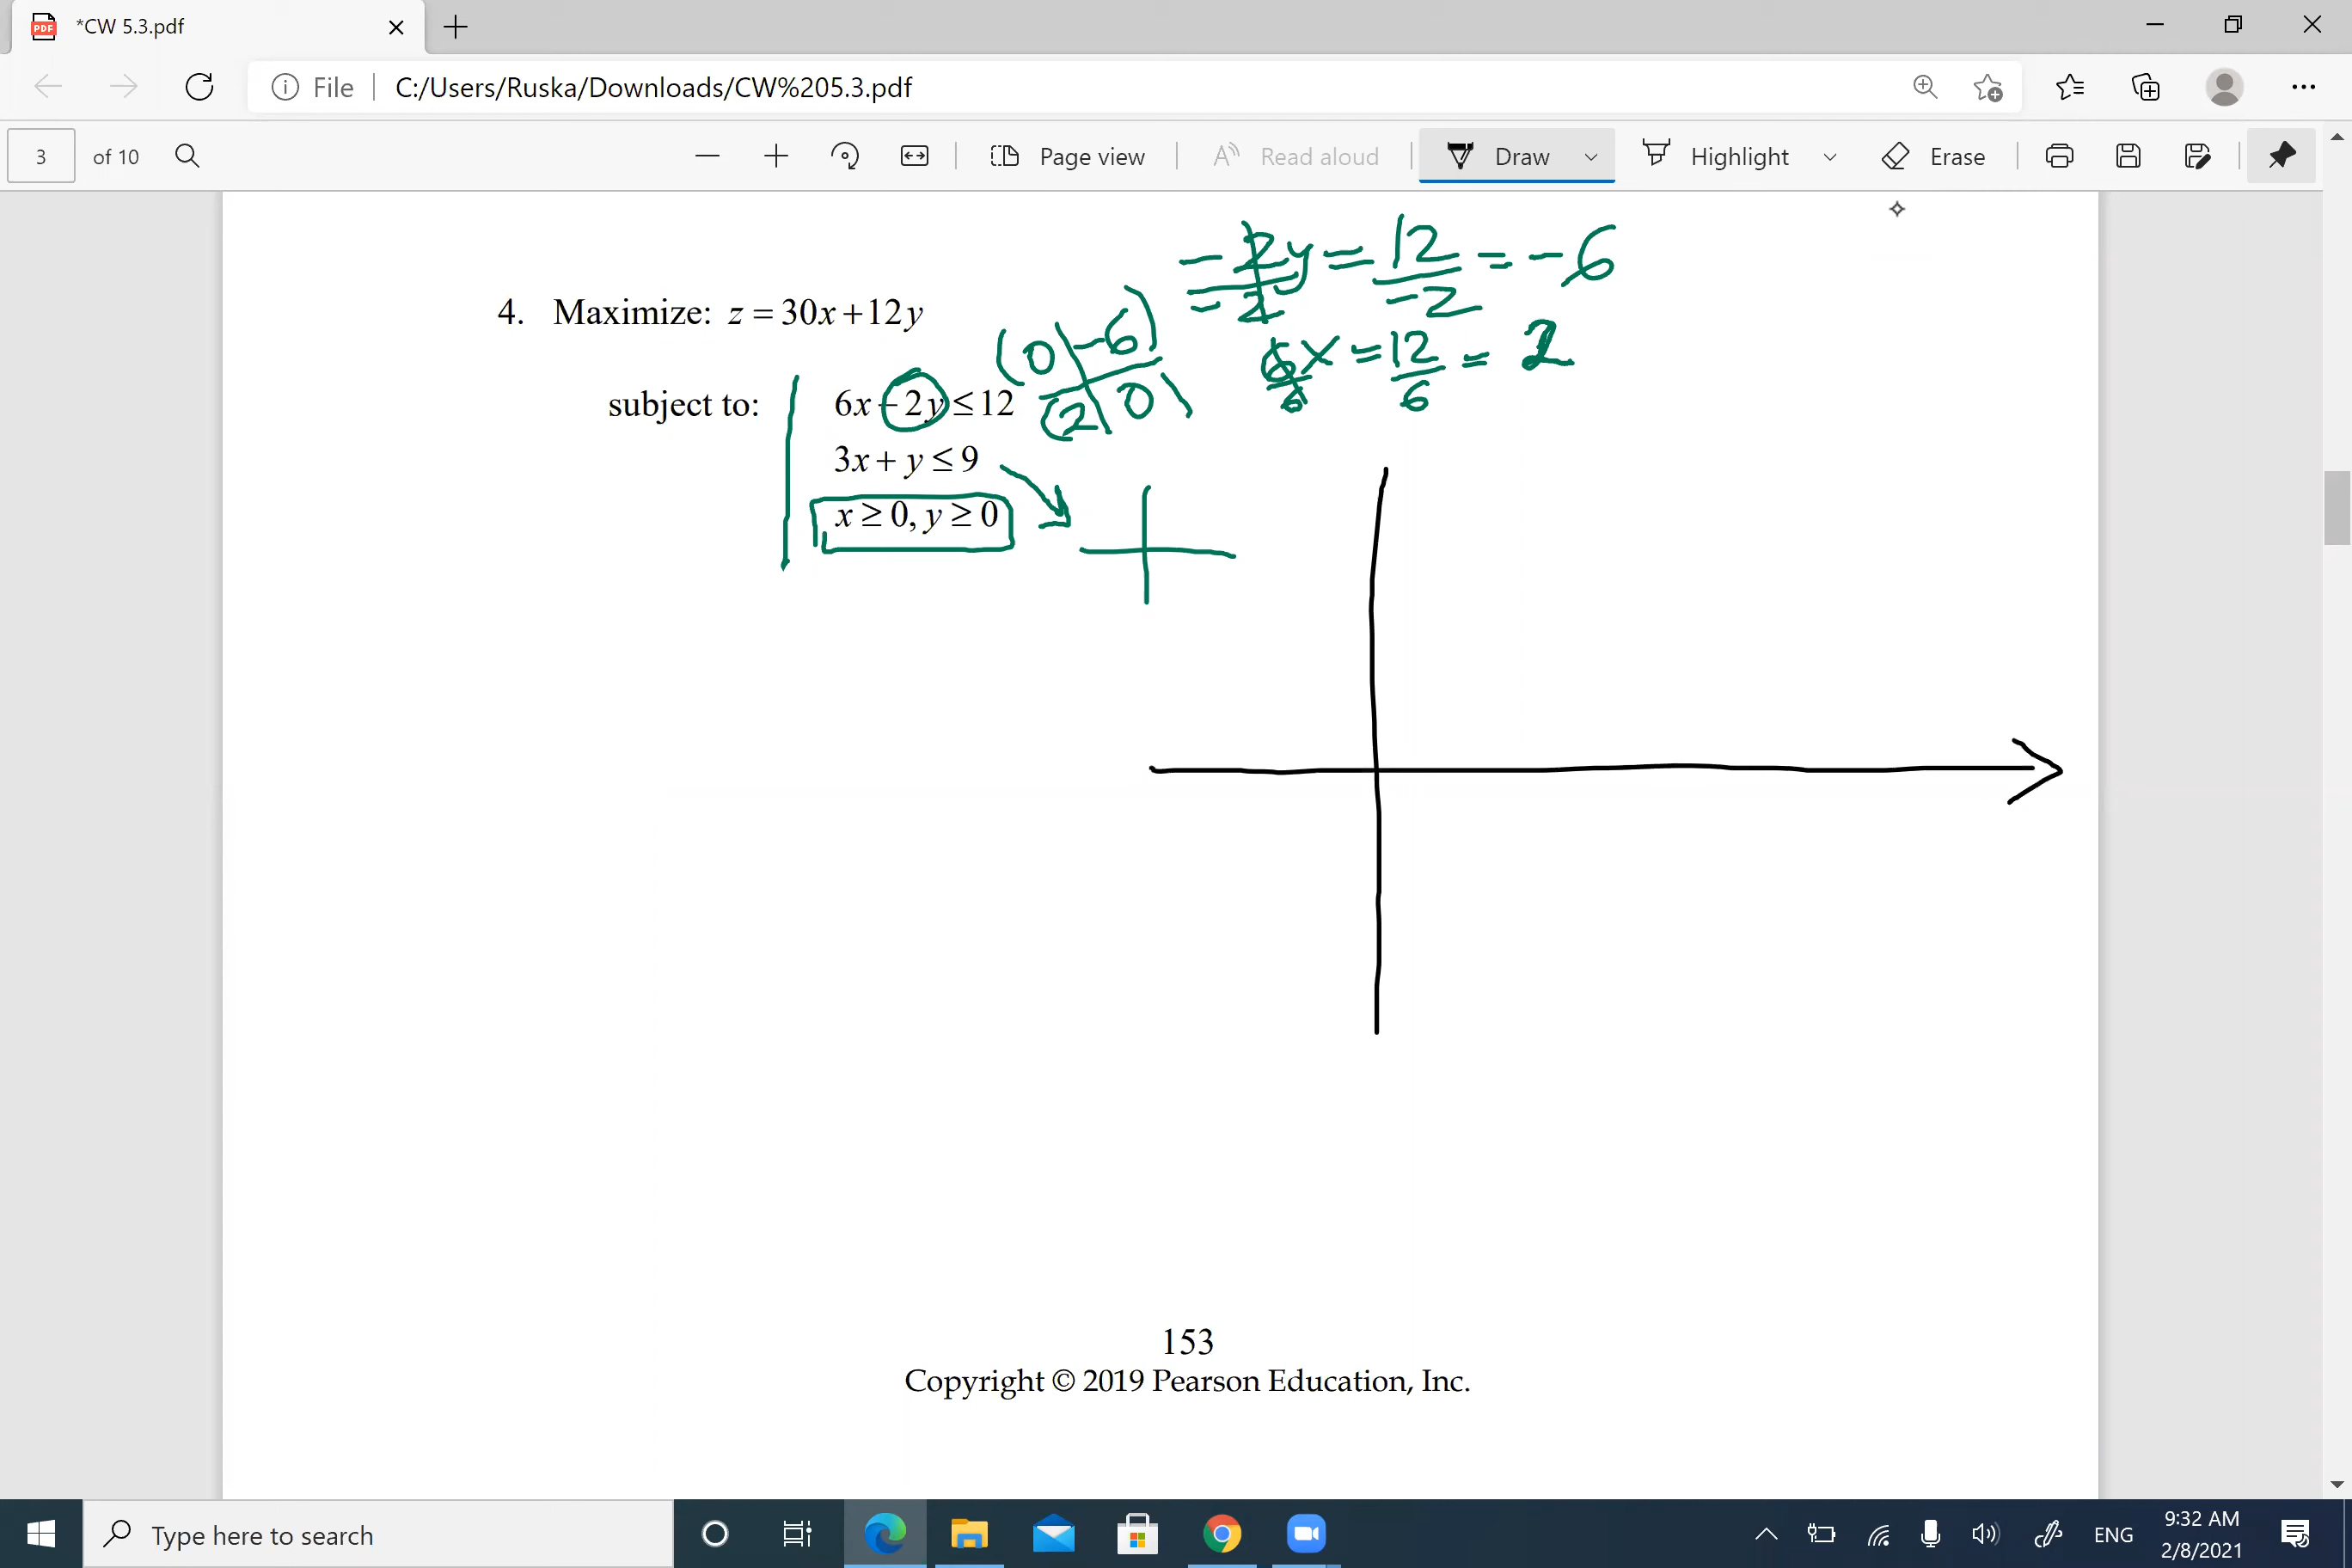 *CW 5.3.pdf
File C:/Users/Ruska/Downloads/CW%205.3.pdf
3 of 10 Page view Read aloud Draw Highlight Erase
-2y = 12 = -6
-2 -2
4. Maximize: z = 30x + 12y
(0 -6)
6x = 12 = 2
6 6
subject to: 6x - 2y ≤ 12
(2 0)
3x + y ≤ 9
x ≥ 0, y ≥ 0
153
Copyright © 2019 Pearson Education, Inc.
Type here to search
ENG 9:32 AM
2/8/2021